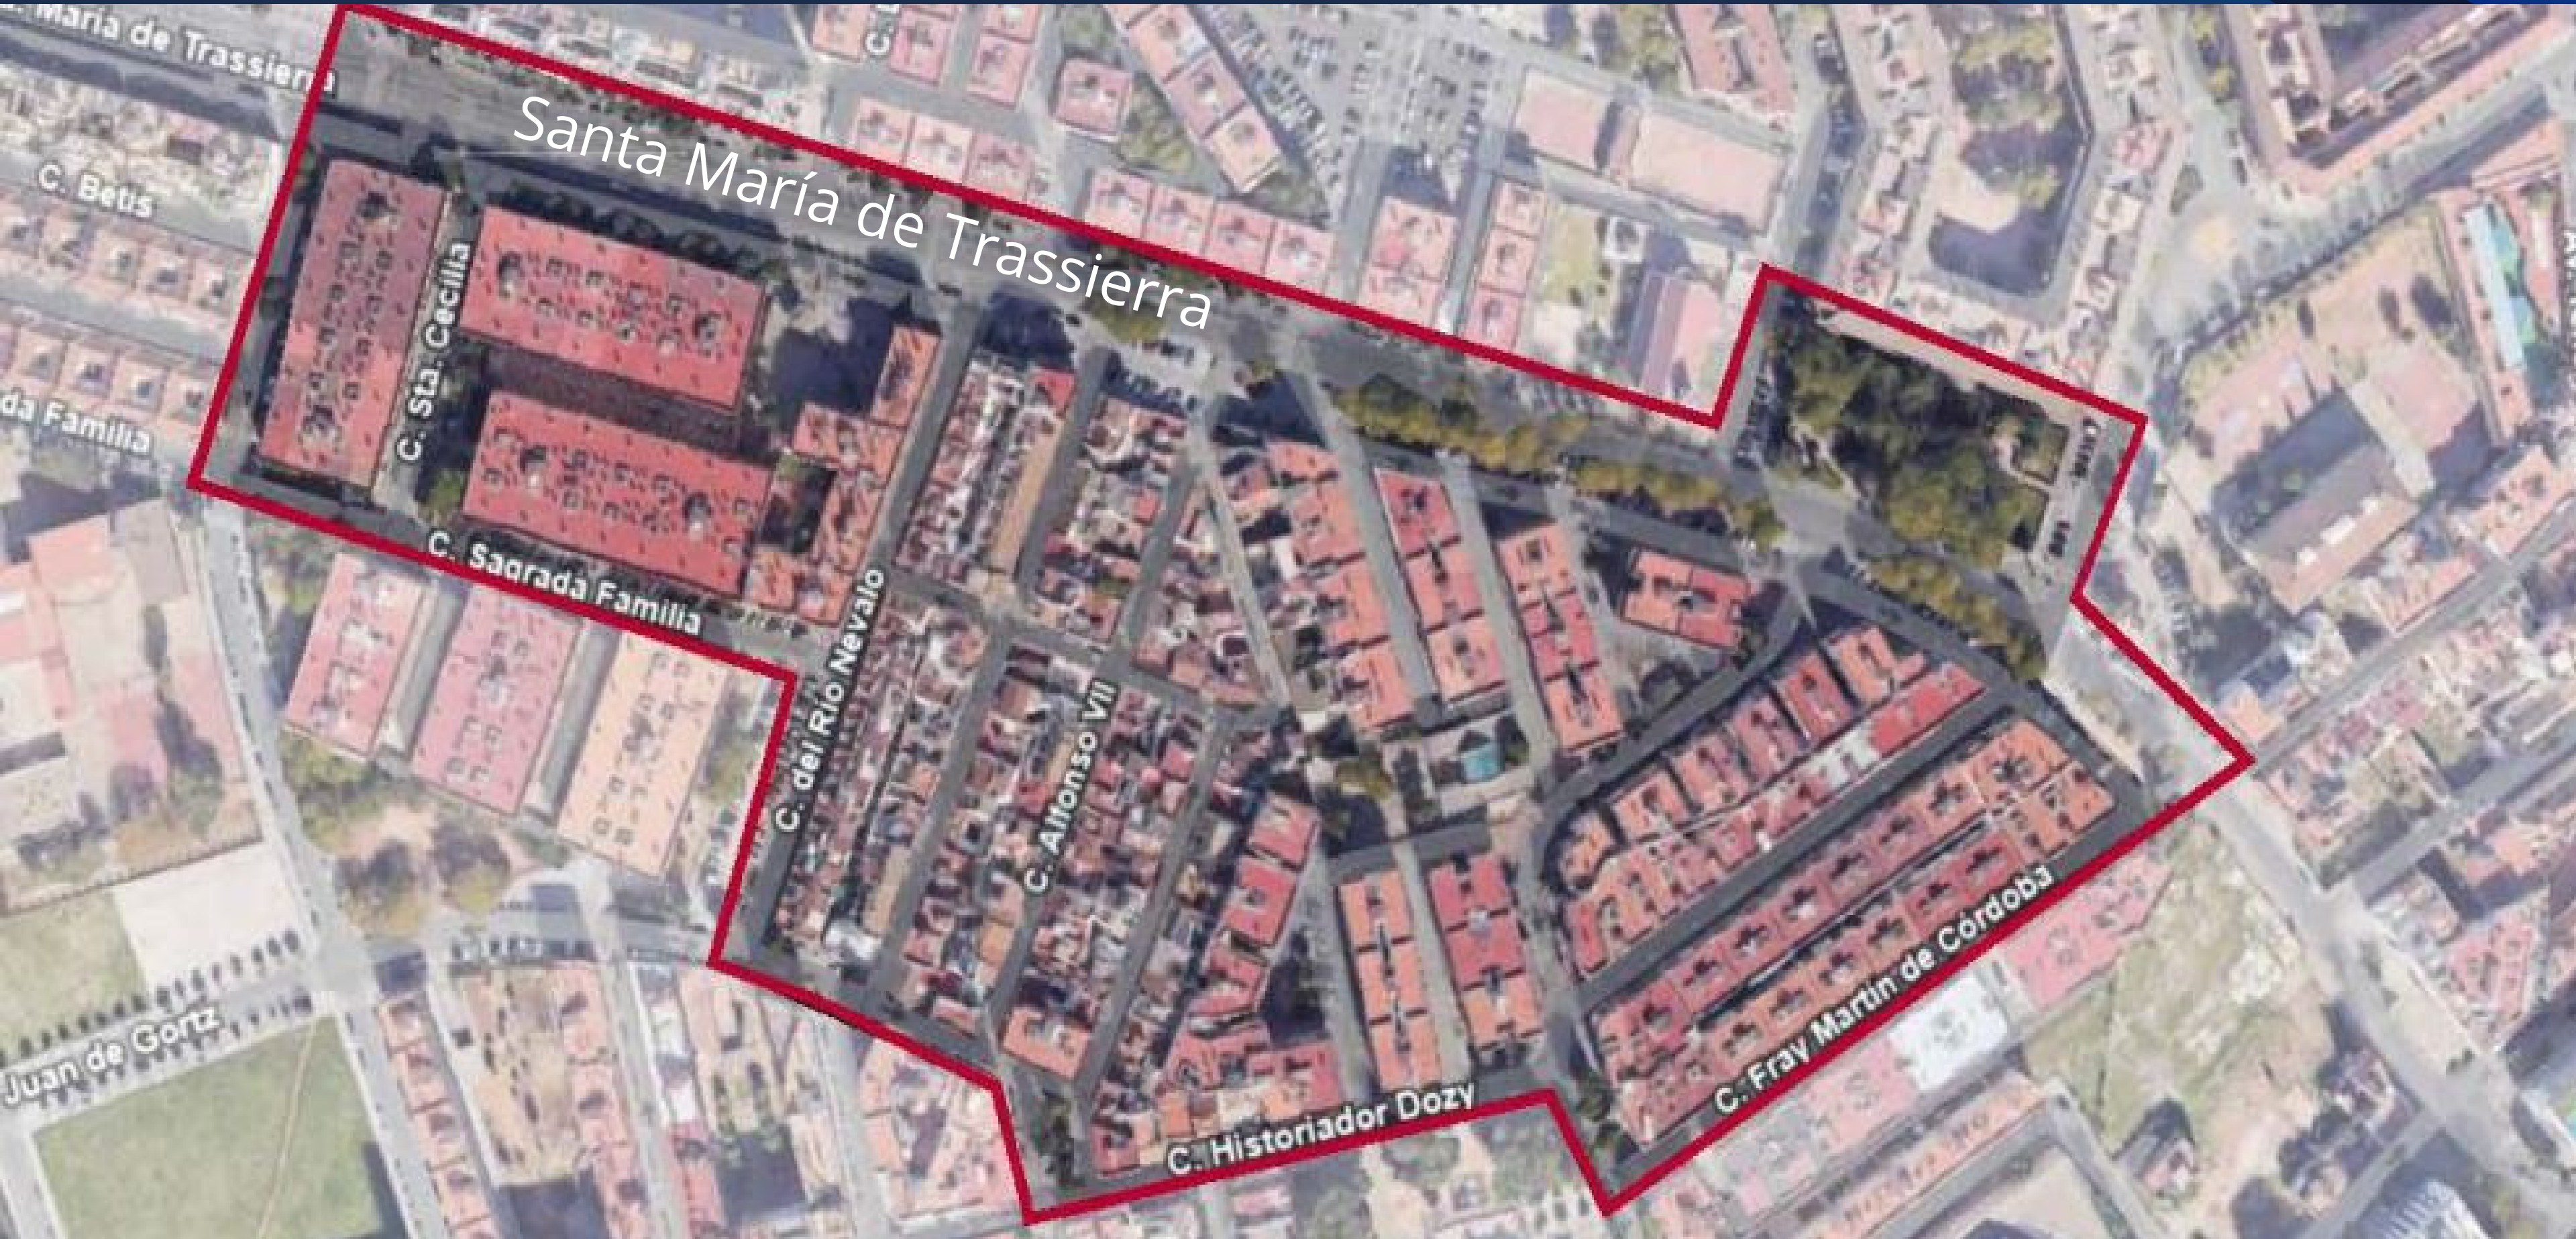 María de Trassierra
C.
Santa María de Trassierra
C. Betis
C. Sta. Cecilia
da Familia
C. Sagrada Familia
C. del Río Nevalo
C. Alfonso VII
C. Fray Martín de Córdoba
Juan de Gortz
C. Historiador Dozy